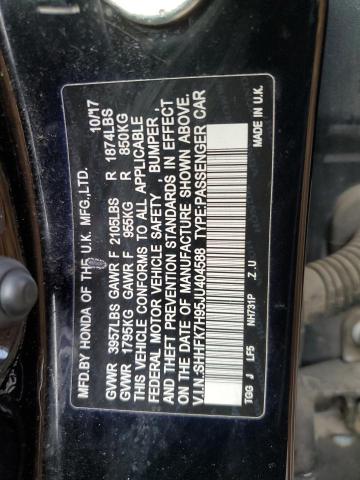 MFD.BY HONDA OF THE U.K. MFG.,LTD. 10/17
GVWR 3957LBS GAWR F 2105LBS R 1874LBS
GVWR 1795KG GAWR F 955KG R 850KG
THIS VEHICLE CONFORMS TO ALL APPLICABLE
FEDERAL MOTOR VEHICLE SAFETY , BUMPER ,
AND THEFT PREVENTION STANDARDS IN EFFECT
ON THE DATE OF MANUFACTURE SHOWN ABOVE.
V.I.N.:SHHFK7H95JU404588 TYPE:PASSENGER CAR
MADE IN U.K.
TGG J LF5 NH731P .Z.U